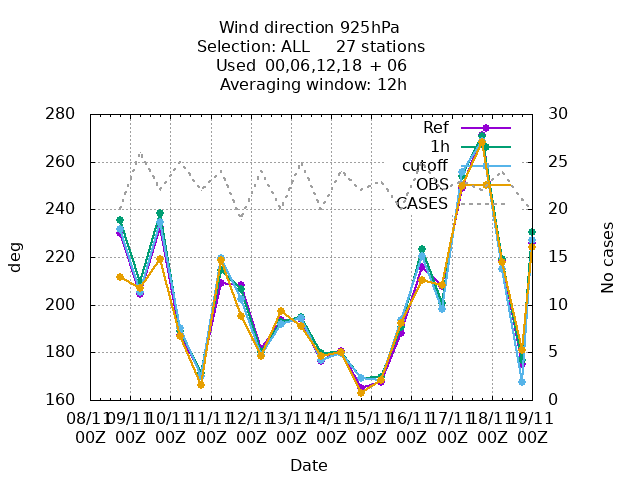 Wind direction 925hPa
Selection: ALL 27 stations
Used 00,06,12,18 + 06
Averaging window: 12h
280 30
Ref
1h
260 25
cutoff
OBS
CASES
240 20
220 15
200 10
180 5
160 0
deg
No cases
08/11 09/11 10/11 11/11 12/11 13/11 14/11 15/11 16/11 17/11 18/11 19/11
00Z 00Z 00Z 00Z 00Z 00Z 00Z 00Z 00Z 00Z 00Z 00Z
Date